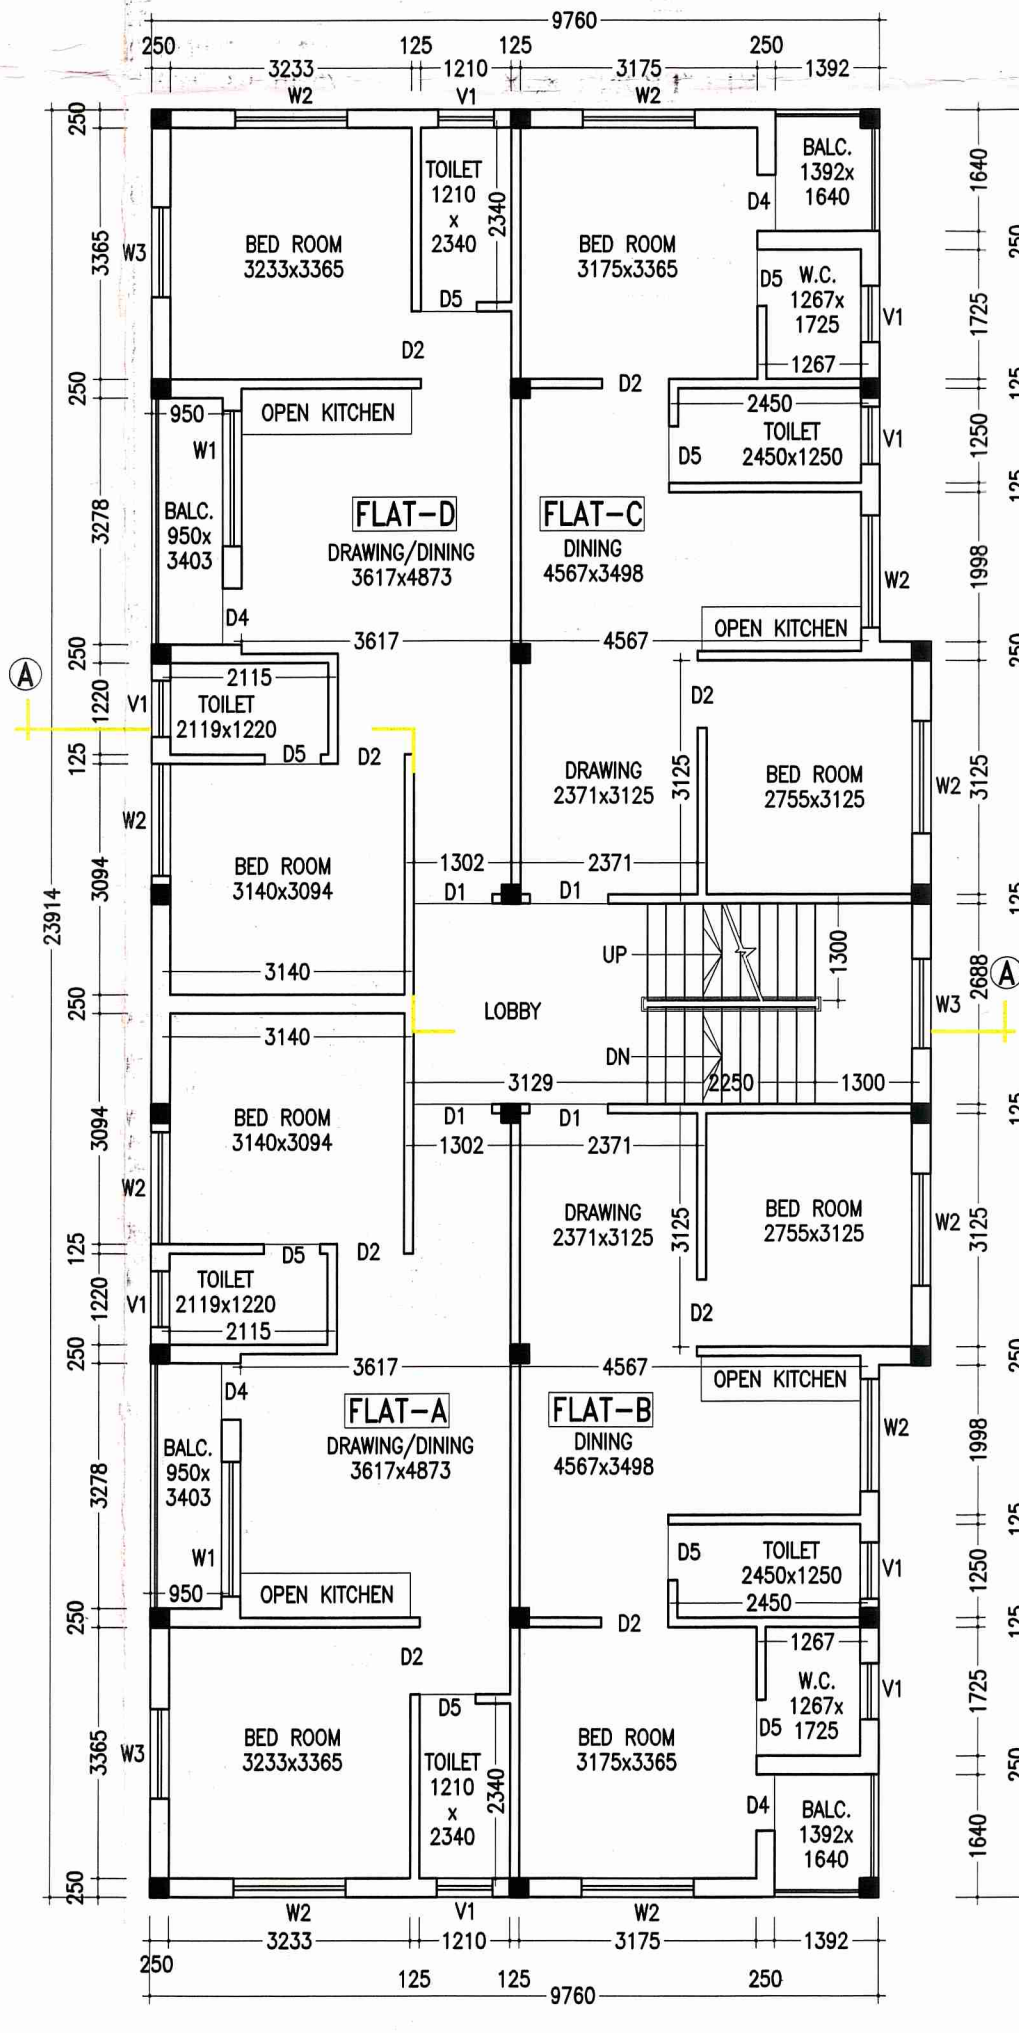 9760
250 125 125 250
3233 1210 3175 1392
W2 V1 W2
250
3365
W3
250
3278
250
A
1220
V1
125
W2
3094
23914
250
3094
W2
125
1220
V1
250
3278
250
3365
W3
250
BED ROOM
3233x3365
TOILET
1210
x
2340
2340
D5
D2
BED ROOM
3175x3365
BALC.
1392x
1640
D4
D5
W.C.
1267x
1725
V1
1267
D2
950
OPEN KITCHEN
W1
BALC.
950x
3403
D4
FLAT-D
DRAWING/DINING
3617x4873
3617
2450
TOILET
2450x1250
V1
D5
FLAT-C
DINING
4567x3498
W2
OPEN KITCHEN
4567
2115
TOILET
2119x1220
D5
D2
D2
DRAWING
2371x3125
3125
BED ROOM
2755x3125
W2
BED ROOM
3140x3094
1302
2371
D1
D1
3140
UP
1300
LOBBY
DN
W3
A
3140
3129
2250
1300
BED ROOM
3140x3094
D1
D1
1302
2371
DRAWING
2371x3125
3125
BED ROOM
2755x3125
W2
D5
D2
TOILET
2119x1220
2115
D2
3617
4567
OPEN KITCHEN
D4
FLAT-A
DRAWING/DINING
3617x4873
BALC.
950x
3403
W1
950
OPEN KITCHEN
FLAT-B
DINING
4567x3498
W2
D5
TOILET
2450x1250
2450
V1
D2
D2
1267
W.C.
1267x
1725
V1
D5
D5
BED ROOM
3233x3365
TOILET
1210
x
2340
2340
BED ROOM
3175x3365
D4
BALC.
1392x
1640
1640
250
1725
125
1250
125
1998
250
3125
125
2688
125
3125
250
1998
125
1250
125
1725
250
1640
W2 V1 W2
3233 1210 3175 1392
250 125 125 250
9760